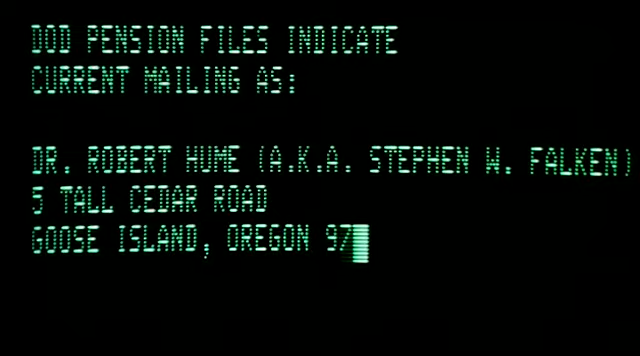 DOD PENSION FILES INDICATE
CURRENT MAILING AS:
DR. ROBERT HUME (A.K.A. STEPHEN W. FALKEN)
5 TALL CEDAR ROAD
GOOSE ISLAND, OREGON 97